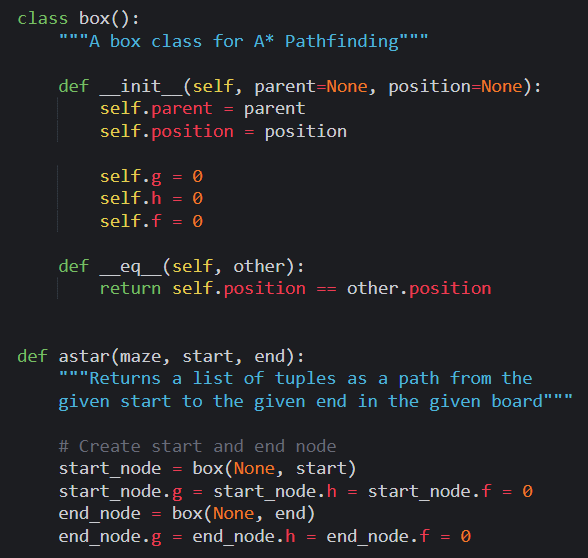 class box():
    """A box class for A* Pathfinding"""
    def __init__(self, parent=None, position=None):
        self.parent = parent
        self.position = position
        self.g = 0
        self.h = 0
        self.f = 0
    def __eq__(self, other):
        return self.position == other.position
def astar(maze, start, end):
    """Returns a list of tuples as a path from the
    given start to the given end in the given board"""
    # Create start and end node
    start_node = box(None, start)
    start_node.g = start_node.h = start_node.f = 0
    end_node = box(None, end)
    end_node.g = end_node.h = end_node.f = 0